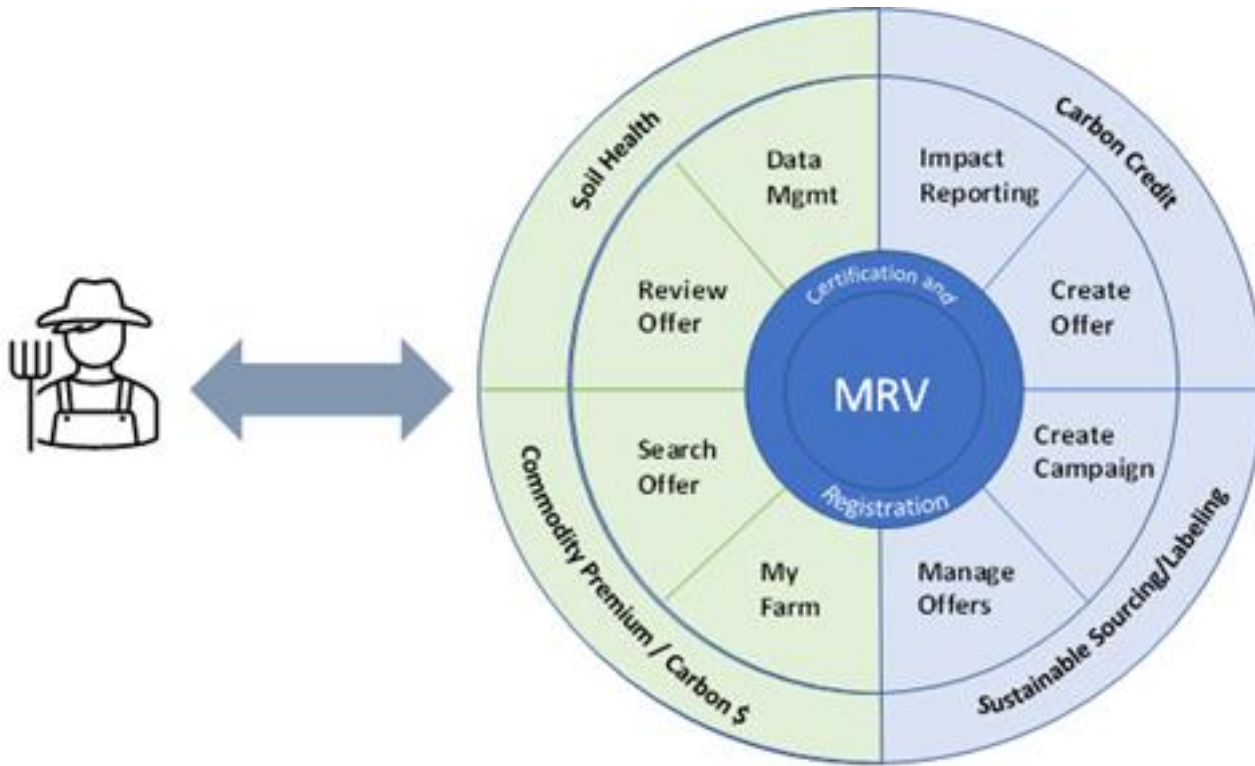 Soil Health
Carbon Credit
Data
Mgmt
Impact
Reporting
Review
Offer
Create
Offer
Certification and
MRV
Registration
Search
Offer
Create
Campaign
My
Farm
Manage
Offers
Commodity Premium / Carbon $
Sustainable Sourcing/Labeling